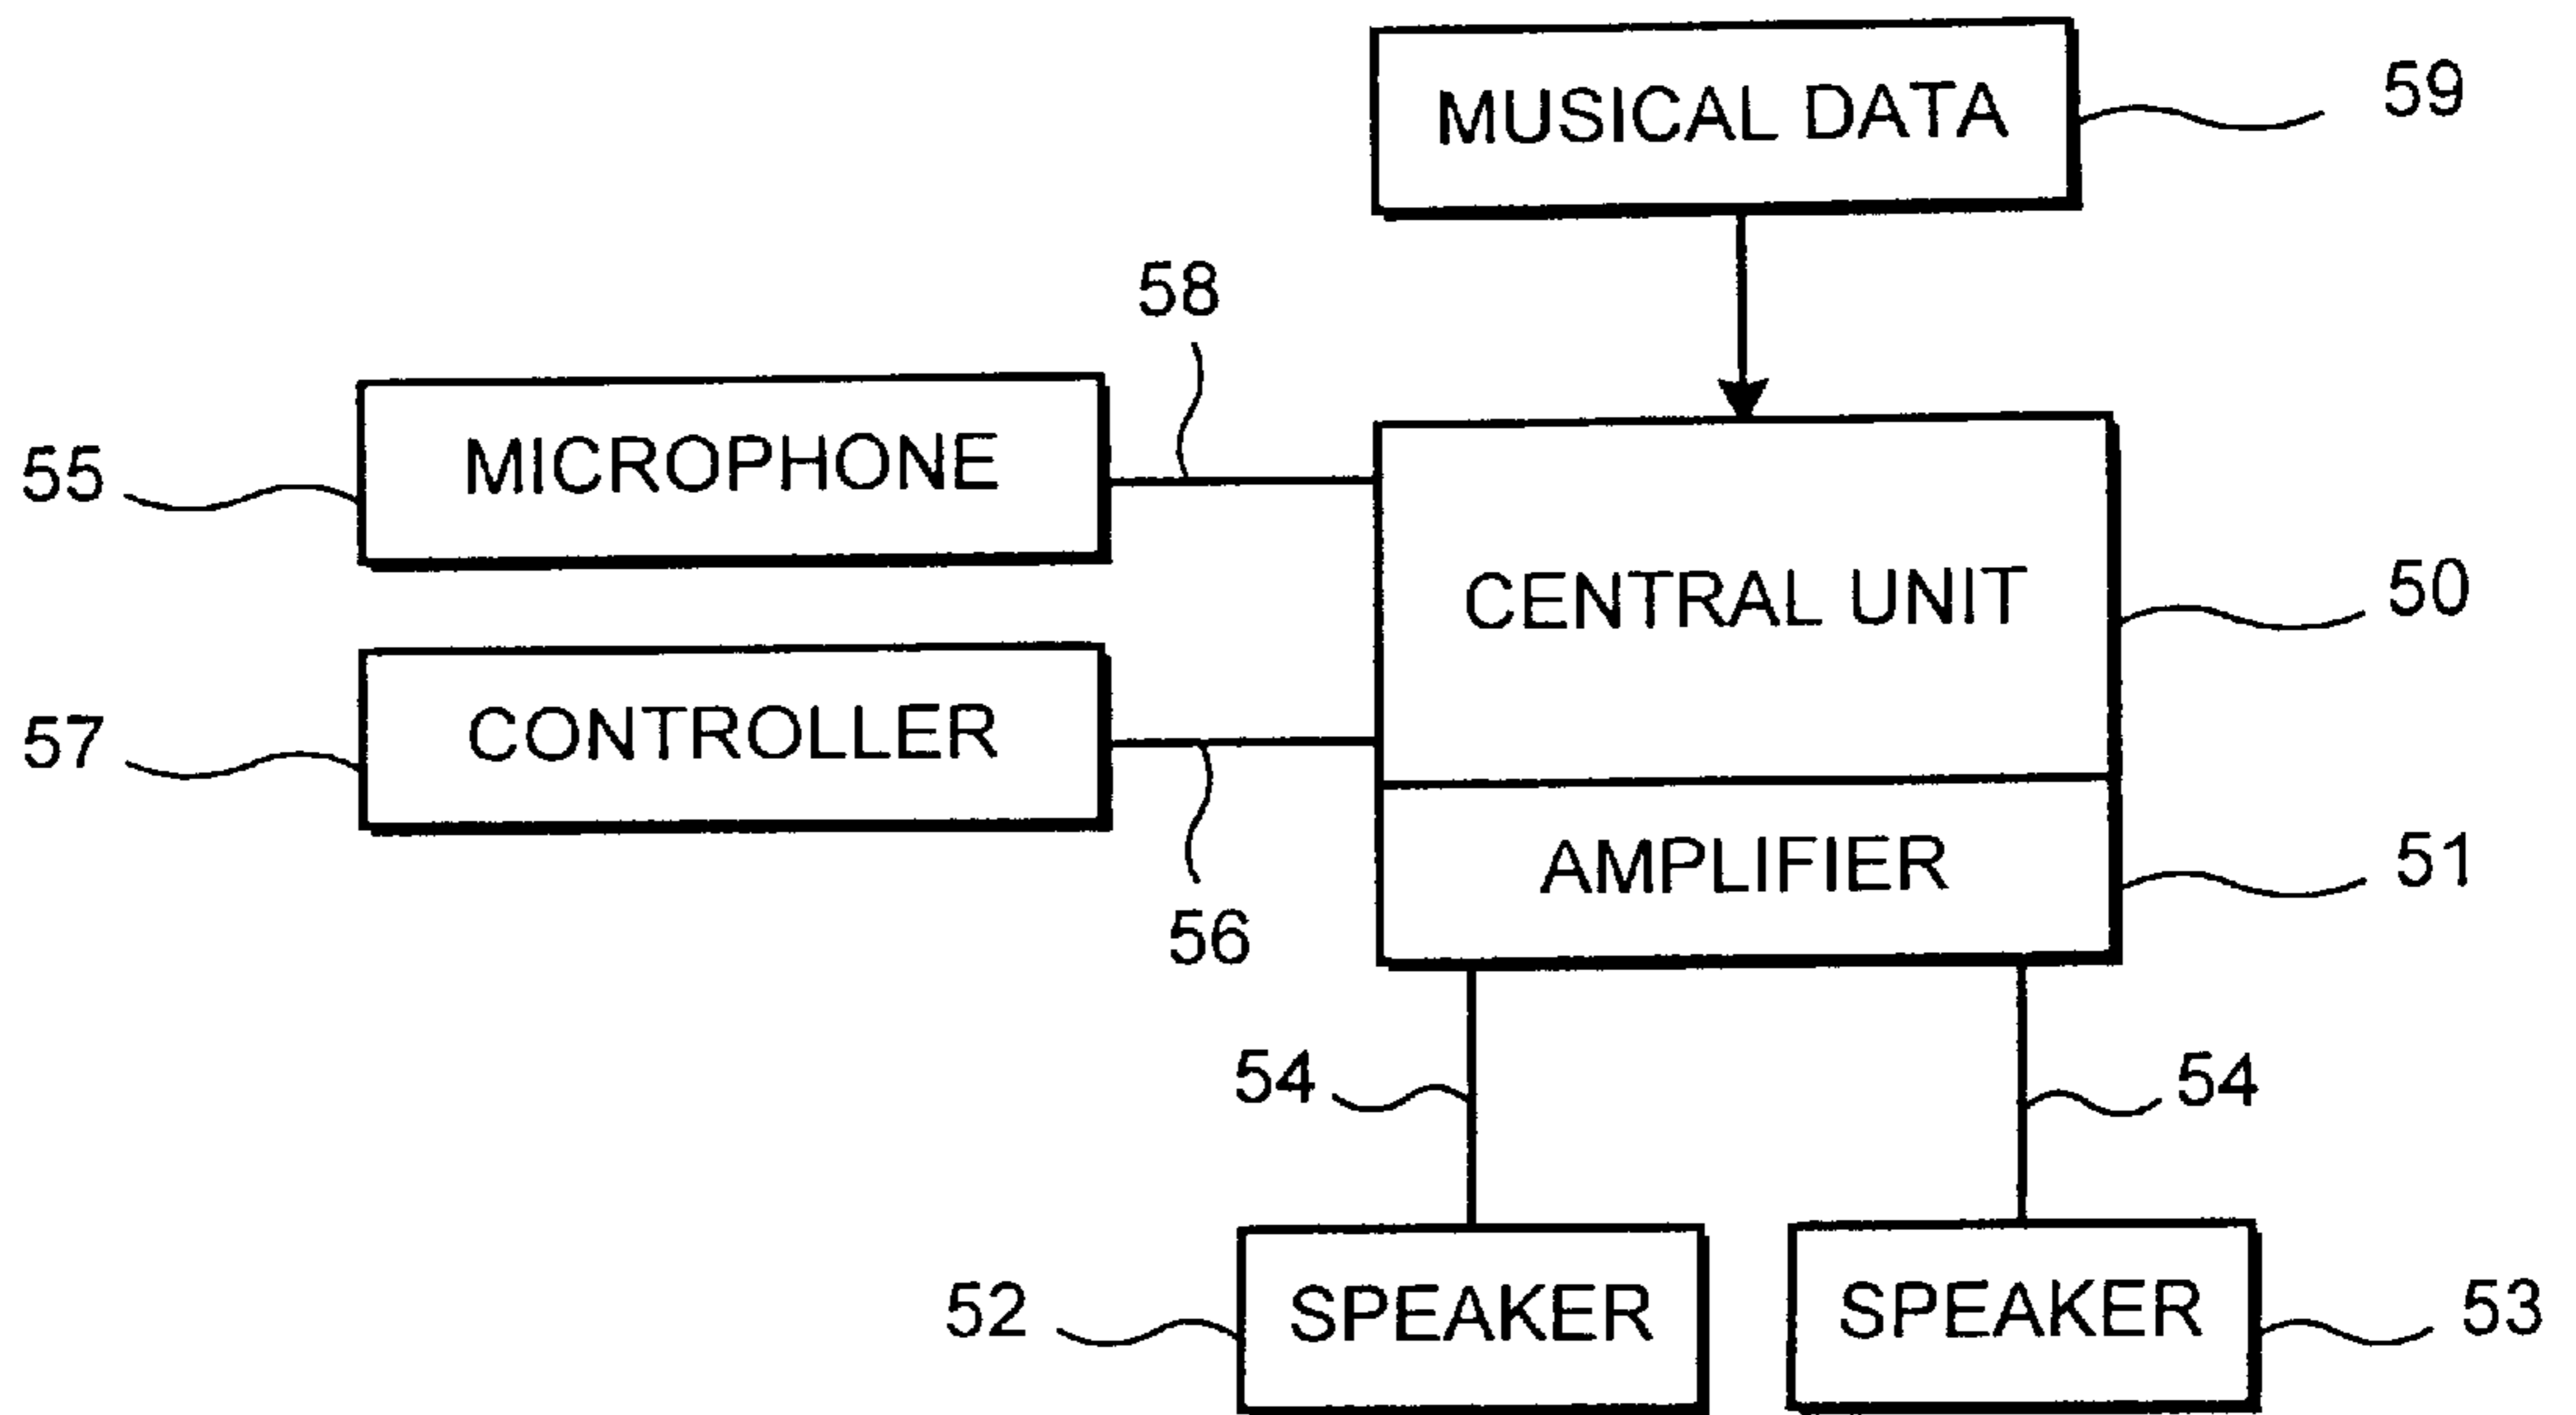 MUSICAL DATA
59
58
MICROPHONE
55
CENTRAL UNIT
50
CONTROLLER
57
56
AMPLIFIER
51
54
54
SPEAKER
52
SPEAKER
53